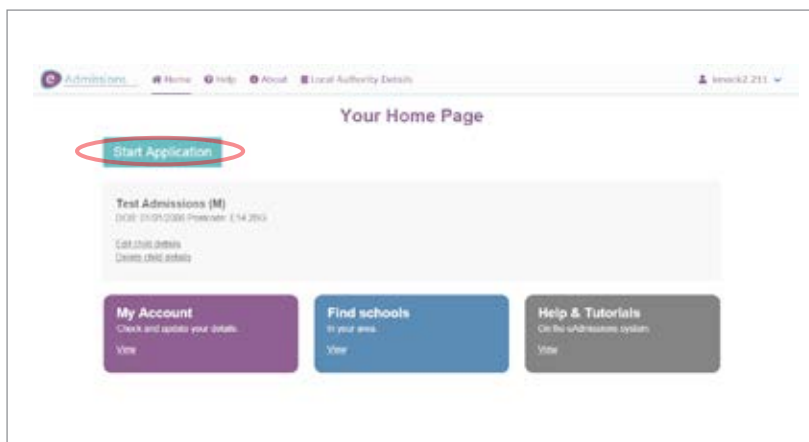 e Admissions Home Help About Local Authority Details
Your Home Page
Start Application
Test Admissions (M)
Edit child details
Delete child details
My Account
Check and update your details.
View
Find schools
In your area.
View
Help & Tutorials
On the eAdmissions system
View